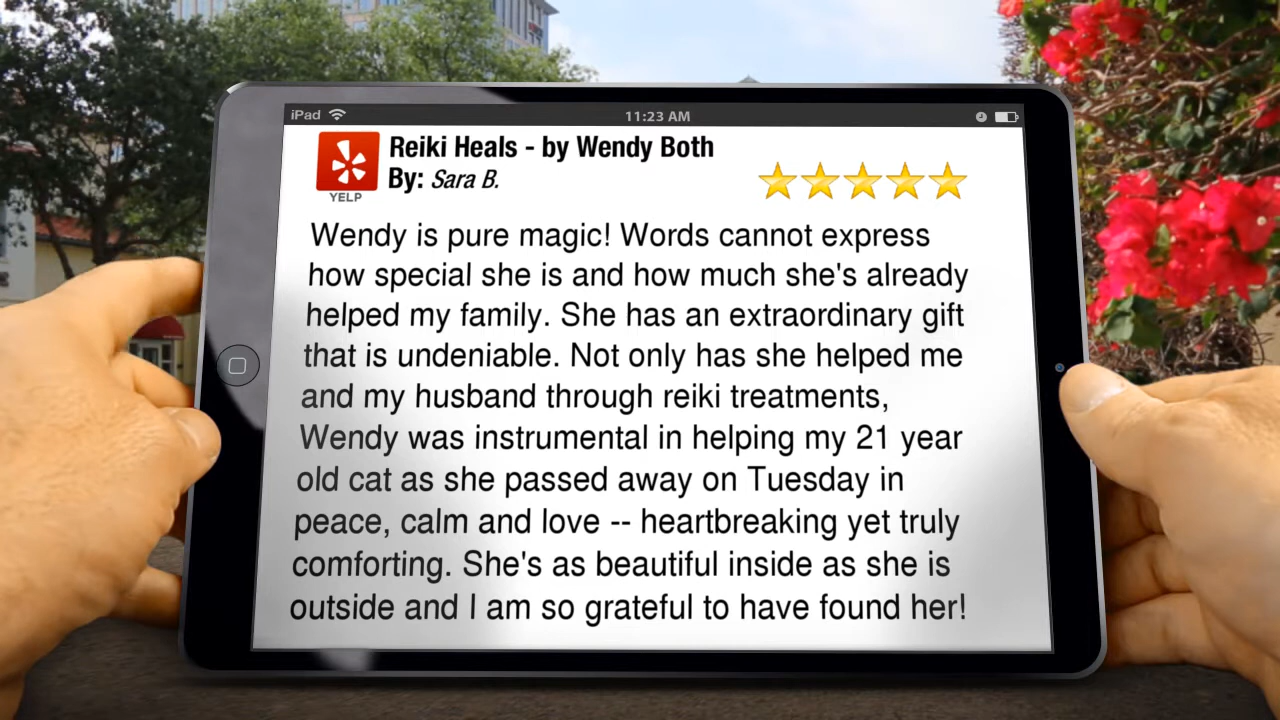 iPad
11:23 AM
YELP
Reiki Heals - by Wendy Both
By: Sara B.
Wendy is pure magic! Words cannot express
how special she is and how much she's already
helped my family. She has an extraordinary gift
that is undeniable. Not only has she helped me
and my husband through reiki treatments,
Wendy was instrumental in helping my 21 year
old cat as she passed away on Tuesday in
peace, calm and love -- heartbreaking yet truly
comforting. She's as beautiful inside as she is
outside and I am so grateful to have found her!